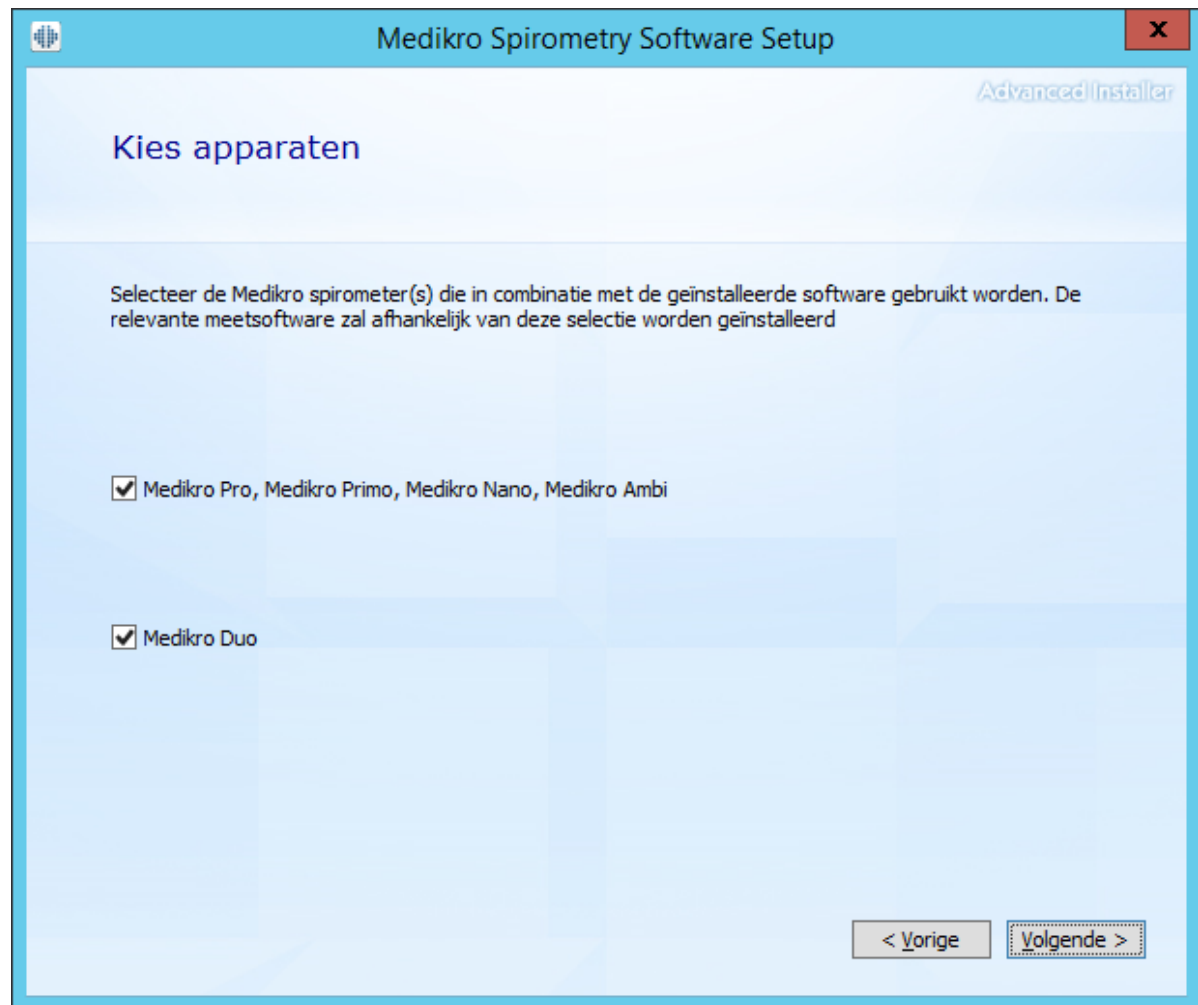 Medikro Spirometry Software Setup
x
Advanced Installer
Kies apparaten
Selecteer de Medikro spirometer(s) die in combinatie met de geïnstalleerde software gebruikt worden. De
relevante meetsoftware zal afhankelijk van deze selectie worden geïnstalleerd
Medikro Pro, Medikro Primo, Medikro Nano, Medikro Ambi
Medikro Duo
< Vorige
Volgende >